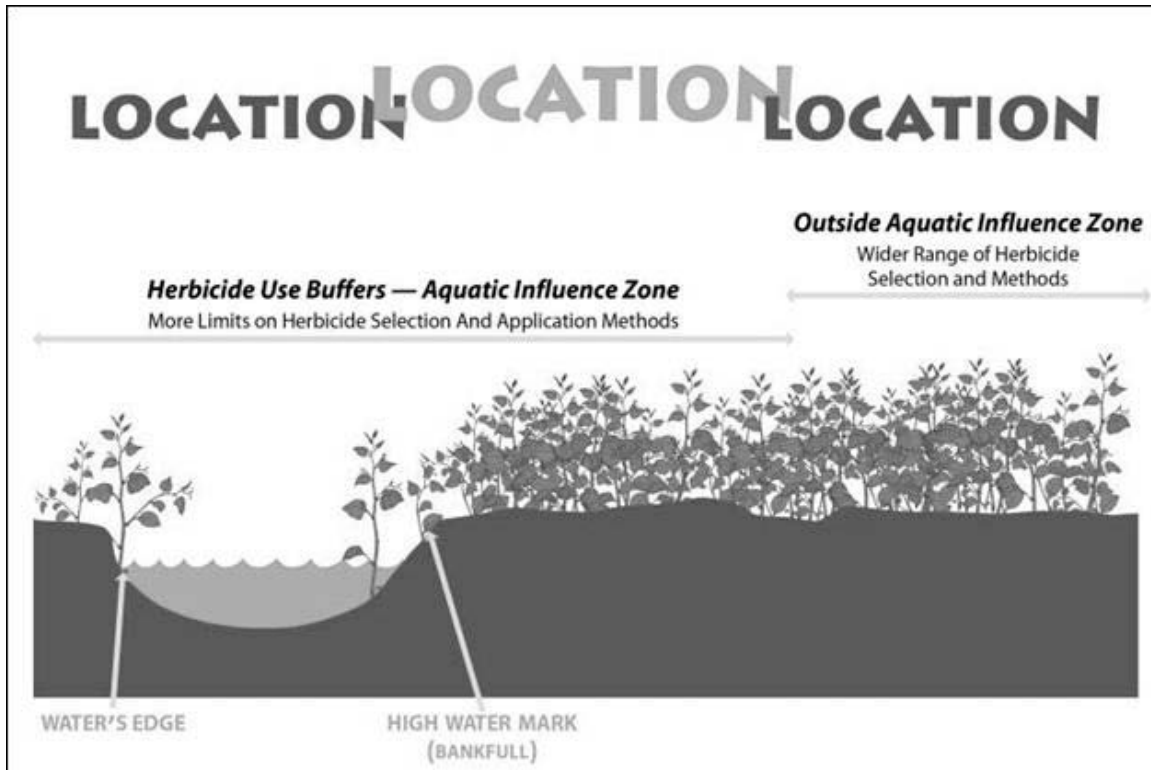 LOCATION LOCATION LOCATION
Outside Aquatic Influence Zone
Wider Range of Herbicide
Selection and Methods
Herbicide Use Buffers — Aquatic Influence Zone
More Limits on Herbicide Selection And Application Methods
WATER'S EDGE
HIGH WATER MARK
(BANKFULL)